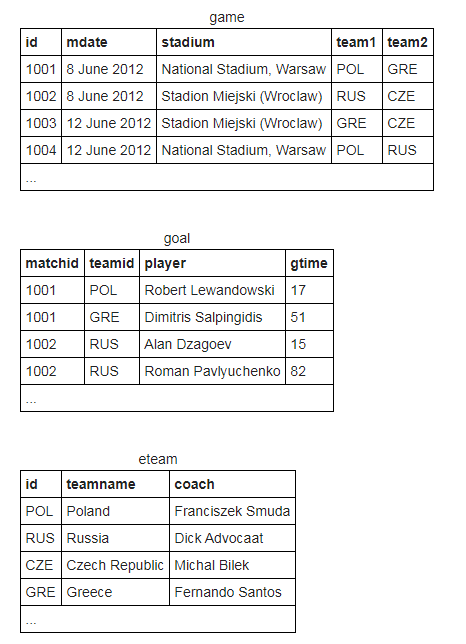 game
id mdate stadium team1 team2
1001 8 June 2012 National Stadium, Warsaw POL GRE
1002 8 June 2012 Stadion Miejski (Wroclaw) RUS CZE
1003 12 June 2012 Stadion Miejski (Wroclaw) GRE CZE
1004 12 June 2012 National Stadium, Warsaw POL RUS
...
goal
matchid teamid player gtime
1001 POL Robert Lewandowski 17
1001 GRE Dimitris Salpingidis 51
1002 RUS Alan Dzagoev 15
1002 RUS Roman Pavlyuchenko 82
...
eteam
id teamname coach
POL Poland Franciszek Smuda
RUS Russia Dick Advocaat
CZE Czech Republic Michal Bilek
GRE Greece Fernando Santos
...